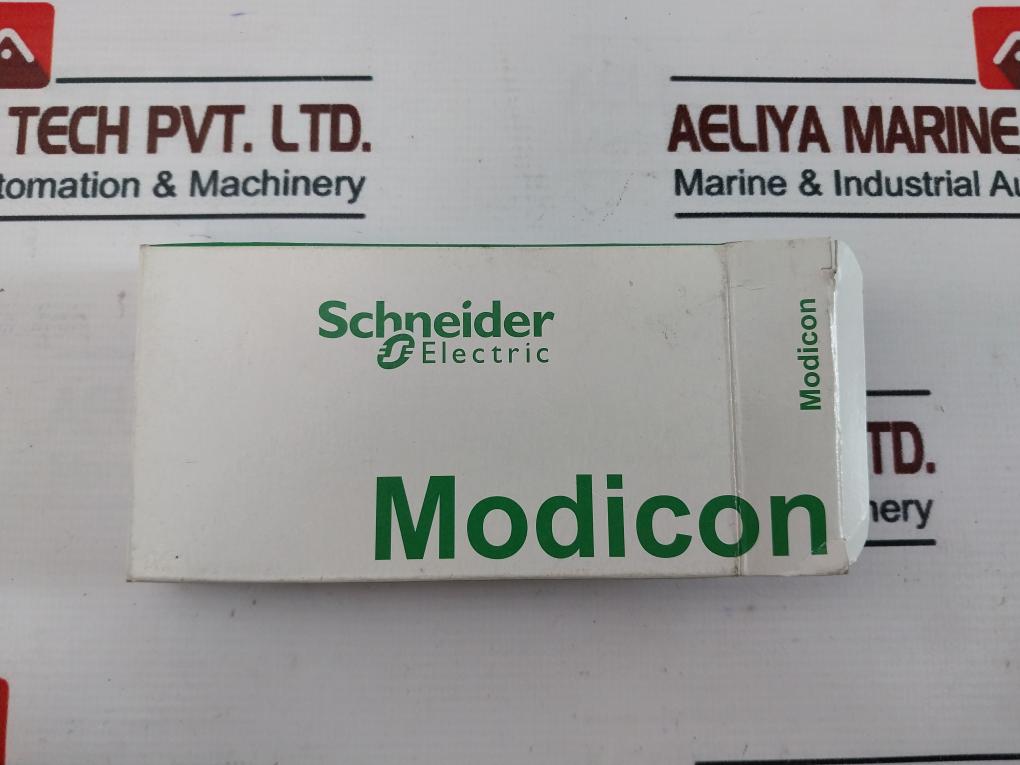 TECH PVT. LTD.
tomation & Machinery
AELIYA MARINE
Marine & Industrial Au
Schneider
Electric
Modicon
Modicon
TD.
nery